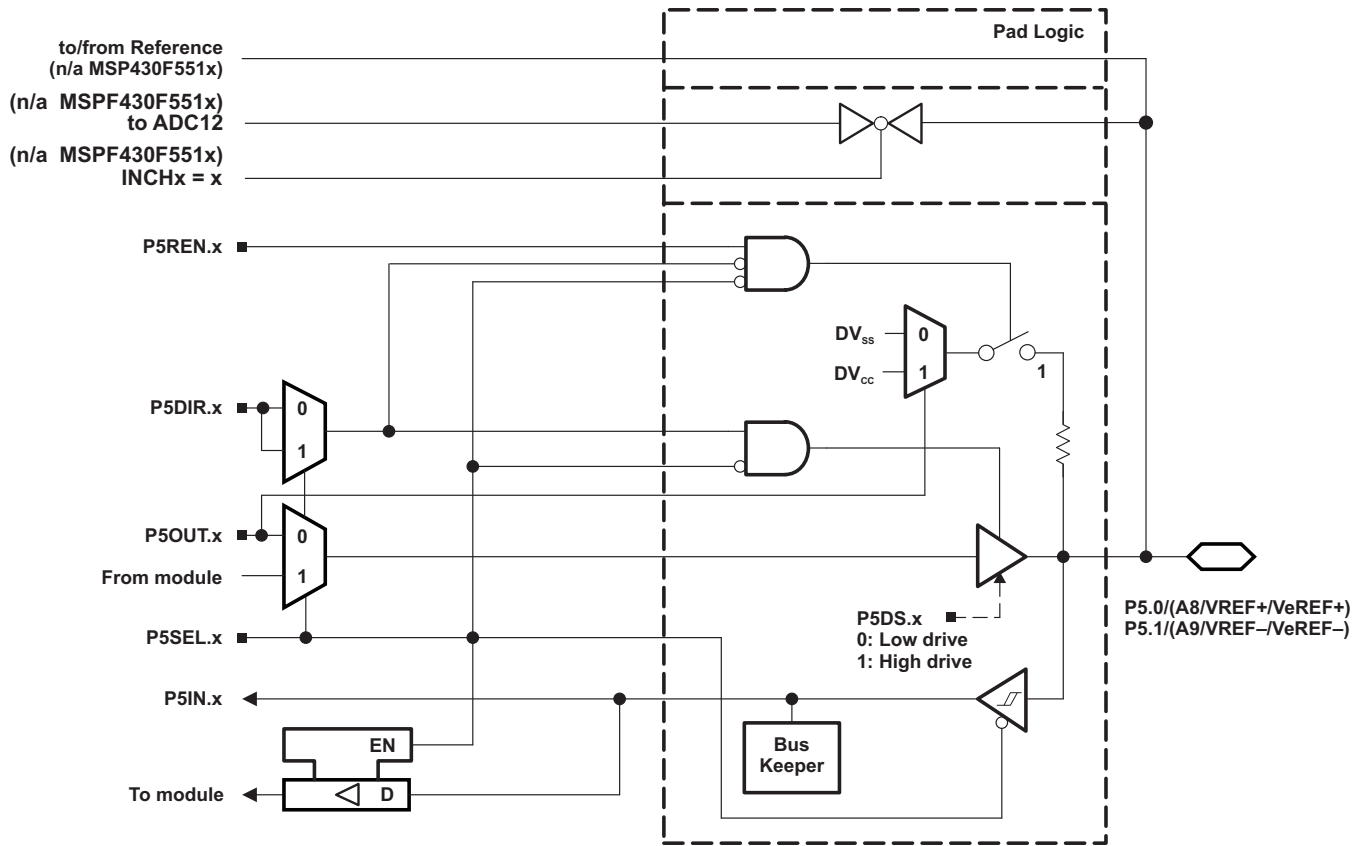 Pad Logic
to/from Reference
(n/a MSP430F551x)
(n/a MSPF430F551x)
to ADC12
(n/a MSPF430F551x)
INCHx = x
P5REN.x
DVss
0
DVcc
1
1
P5DIR.x
0
1
P5OUT.x
0
From module
1
P5SEL.x
P5DS.x
0: Low drive
1: High drive
P5.0/(A8/VREF+/VeREF+)
P5.1/(A9/VREF–/VeREF–)
P5IN.x
Bus
Keeper
EN
To module
D